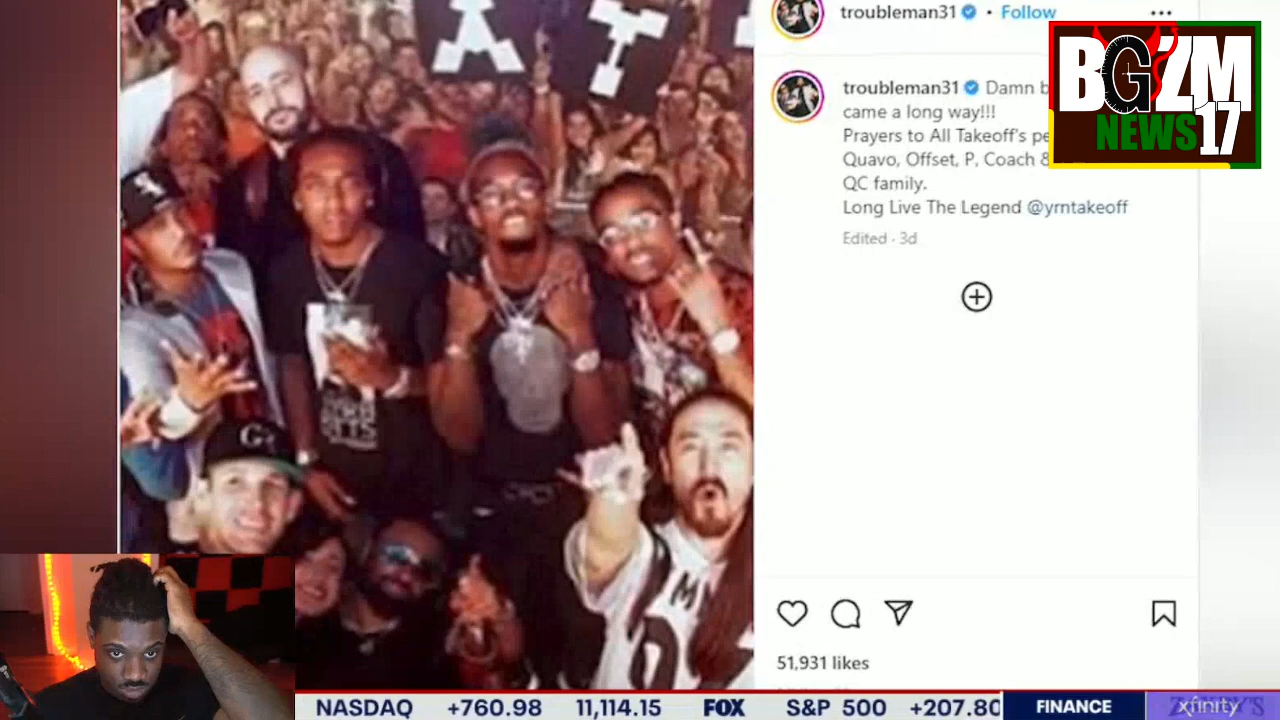 troubleman31 • Follow
troubleman31 Damn b
came a long way!!!
Prayers to All Takeoff's pe
Quavo, Offset, P, Coach &
QC family.
Long Live The Legend @yrntakeoff
Edited · 3d
BG'ZM
NEWS 17
51,931 likes
NASDAQ +760.98 11,114.15 FOX S&P 500 +207.80 FINANCE xfinity